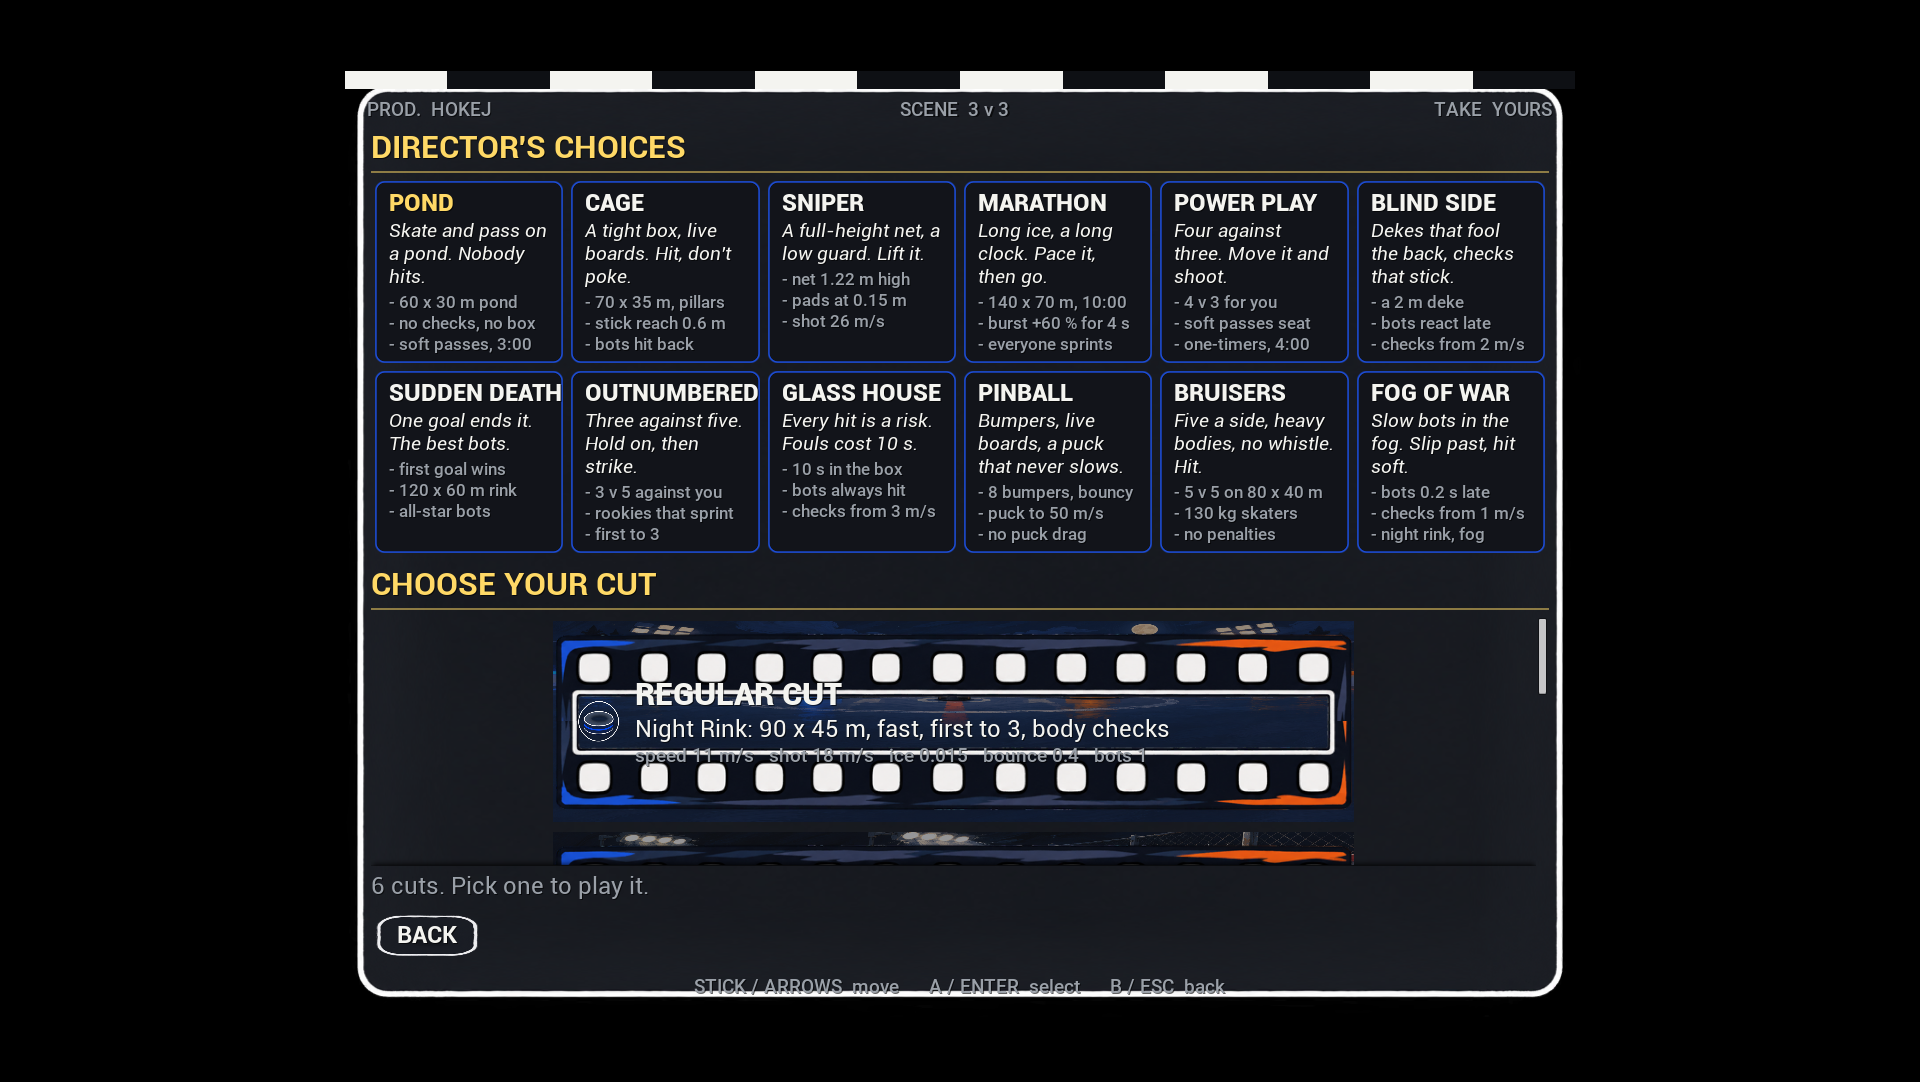 PROD. HOKEJ
SCENE 3 v 3
TAKE YOURS
DIRECTOR'S CHOICES
POND
Skate and pass on
a pond. Nobody
hits.
- 60 x 30 m pond
- no checks, no box
- soft passes, 3:00
CAGE
A tight box, live
boards. Hit, don't
poke.
- 70 x 35 m, pillars
- stick reach 0.6 m
- bots hit back
SNIPER
A full-height net, a
low guard. Lift it.
- net 1.22 m high
- pads at 0.15 m
- shot 26 m/s
MARATHON
Long ice, a long
clock. Pace it,
then go.
- 140 x 70 m, 10:00
- burst +60 % for 4 s
- everyone sprints
POWER PLAY
Four against
three. Move it and
shoot.
- 4 v 3 for you
- soft passes seat
- one-timers, 4:00
BLIND SIDE
Dekes that fool
the back, checks
that stick.
- a 2 m deke
- bots react late
- checks from 2 m/s
SUDDEN DEATH
One goal ends it.
The best bots.
- first goal wins
- 120 x 60 m rink
- all-star bots
OUTNUMBERED
Three against five.
Hold on, then
strike.
- 3 v 5 against you
- rookies that sprint
- first to 3
GLASS HOUSE
Every hit is a risk.
Fouls cost 10 s.
- 10 s in the box
- bots always hit
- checks from 3 m/s
PINBALL
Bumpers, live
boards, a puck
that never slows.
- 8 bumpers, bouncy
- puck to 50 m/s
- no puck drag
BRUISERS
Five a side, heavy
bodies, no whistle.
Hit.
- 5 v 5 on 80 x 40 m
- 130 kg skaters
- no penalties
FOG OF WAR
Slow bots in the
fog. Slip past, hit
soft.
- bots 0.2 s late
- checks from 1 m/s
- night rink, fog
CHOOSE YOUR CUT
REGULAR CUT
Night Rink: 90 x 45 m, fast, first to 3, body checks
speed 11 m/s shot 18 m/s ice 0.015 bounce 0.4 bots 1
6 cuts. Pick one to play it.
BACK
STICK / ARROWS move A / ENTER select B / ESC back